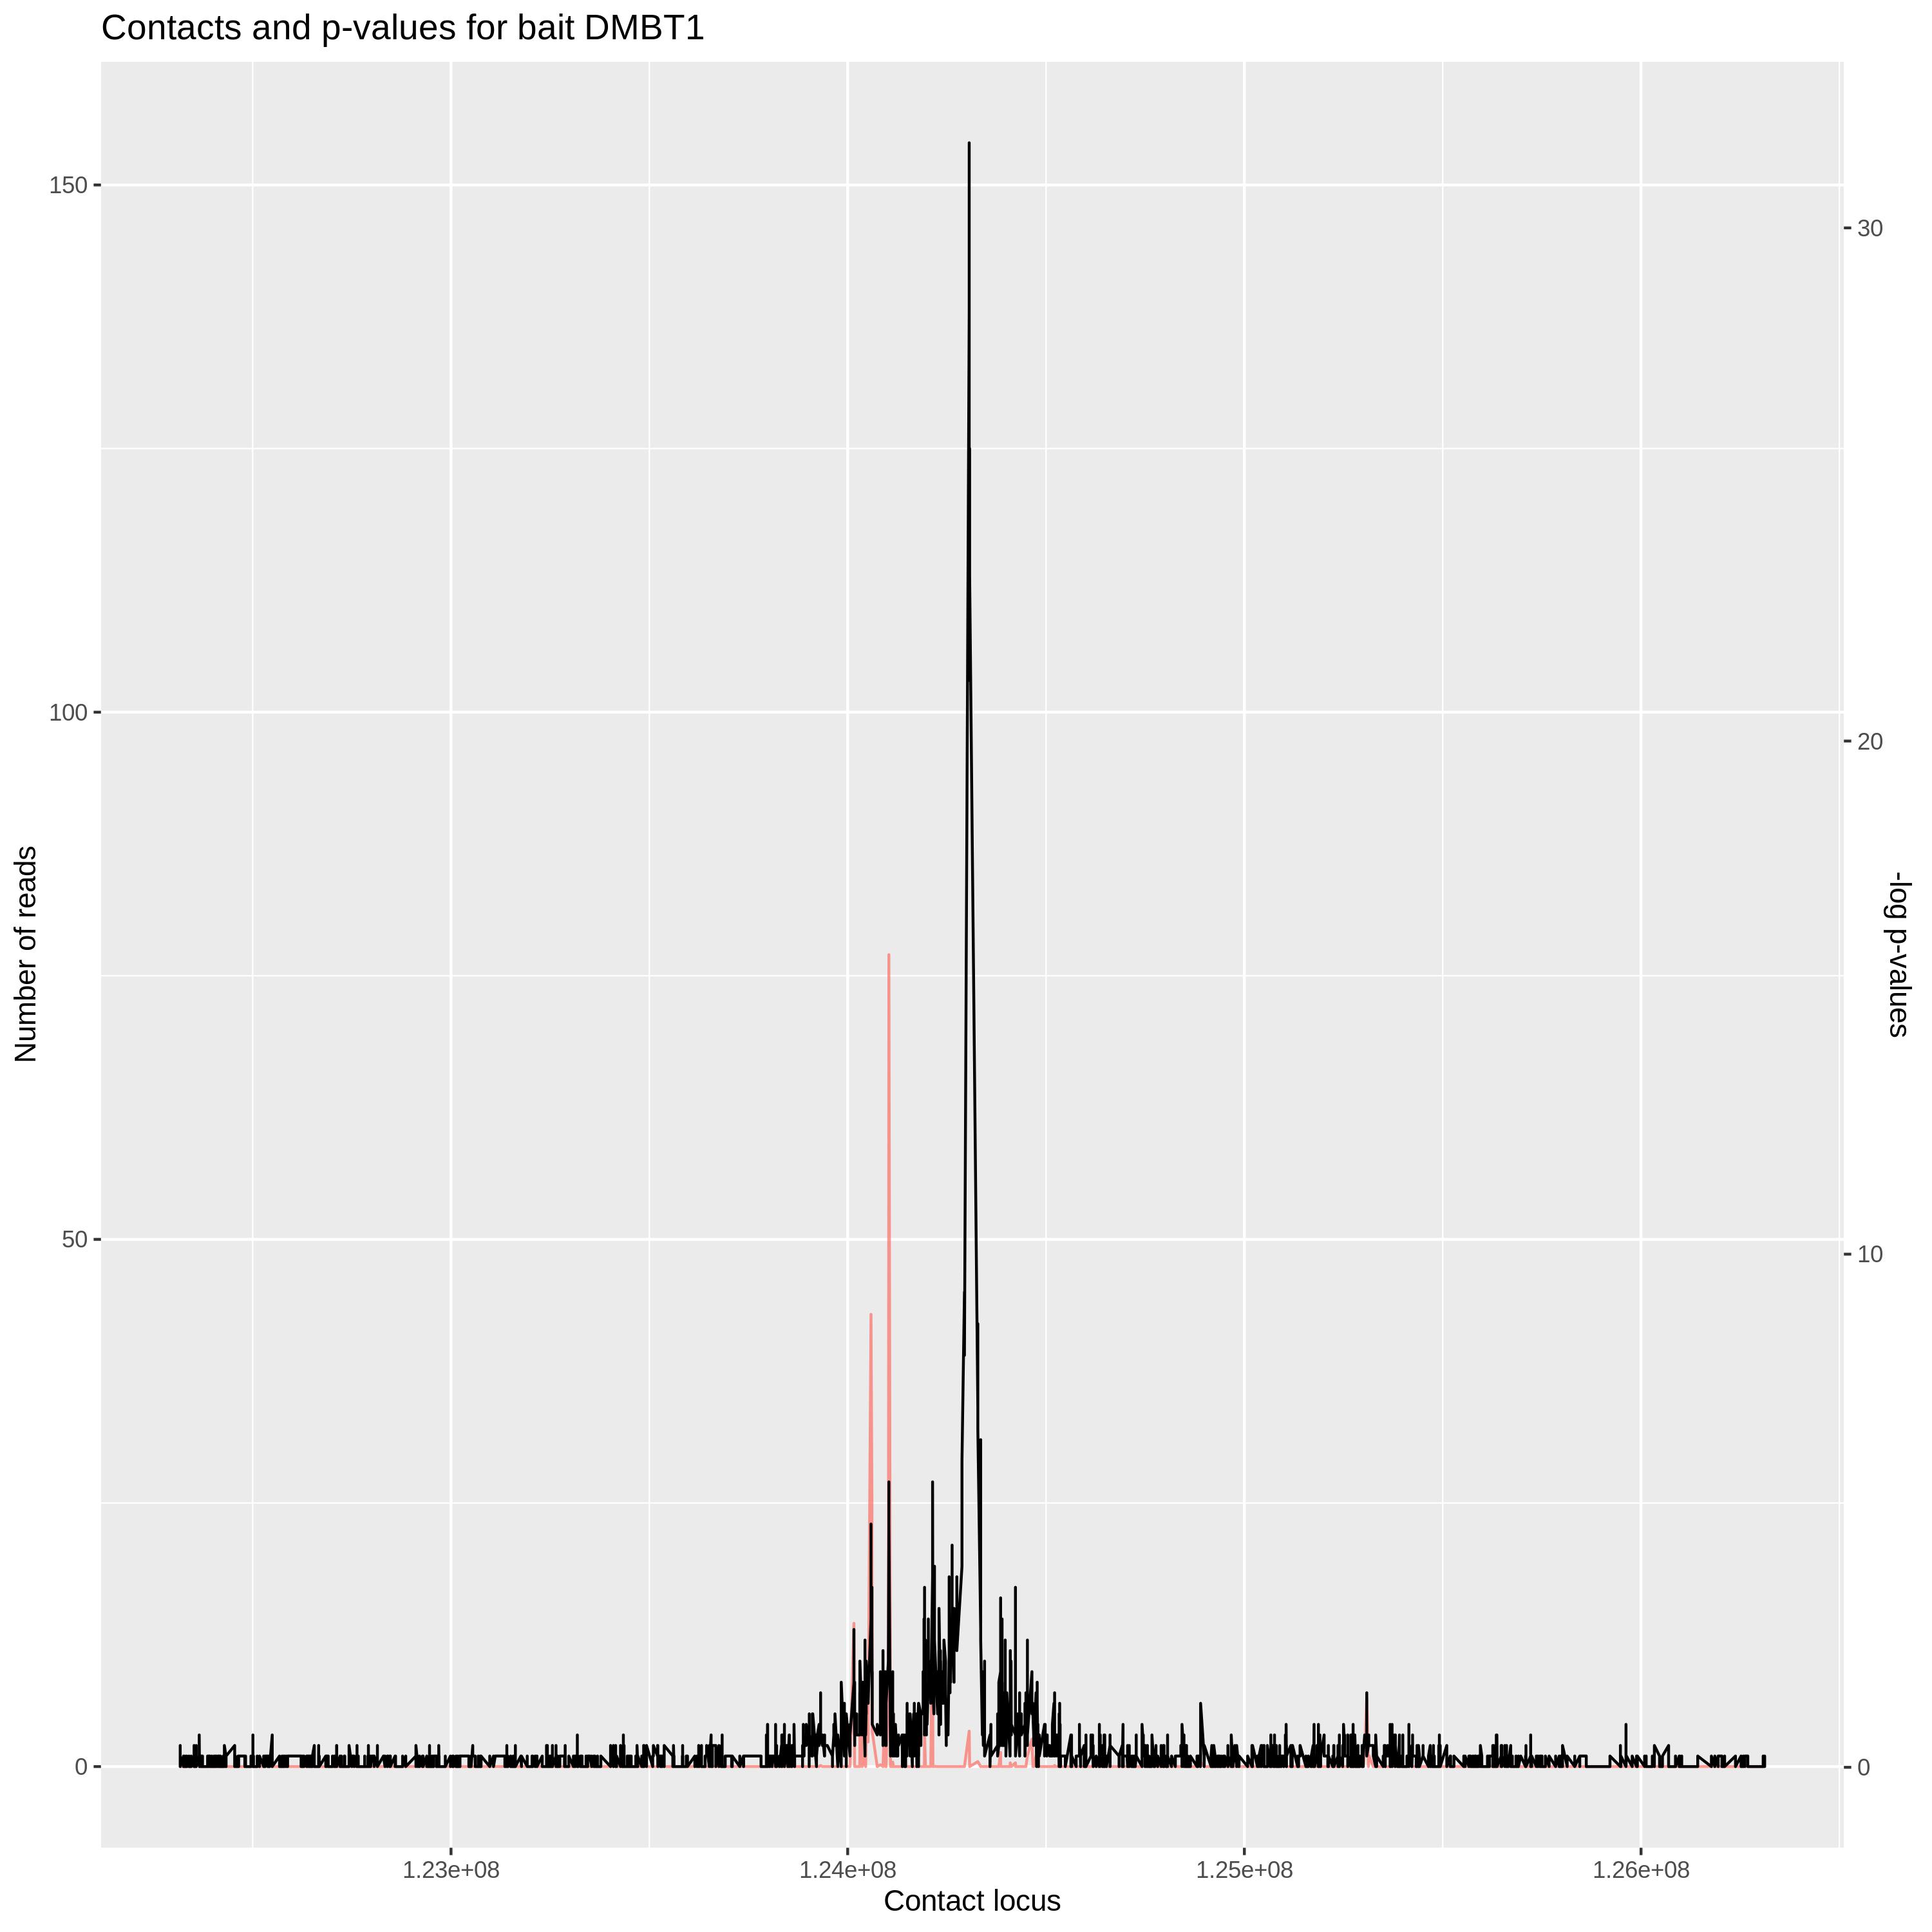 Contacts and p-values for bait DMBT1
150
100
50
0
30
20
10
0
Number of reads
-log p-values
1.23e+08 1.24e+08 1.25e+08 1.26e+08
Contact locus